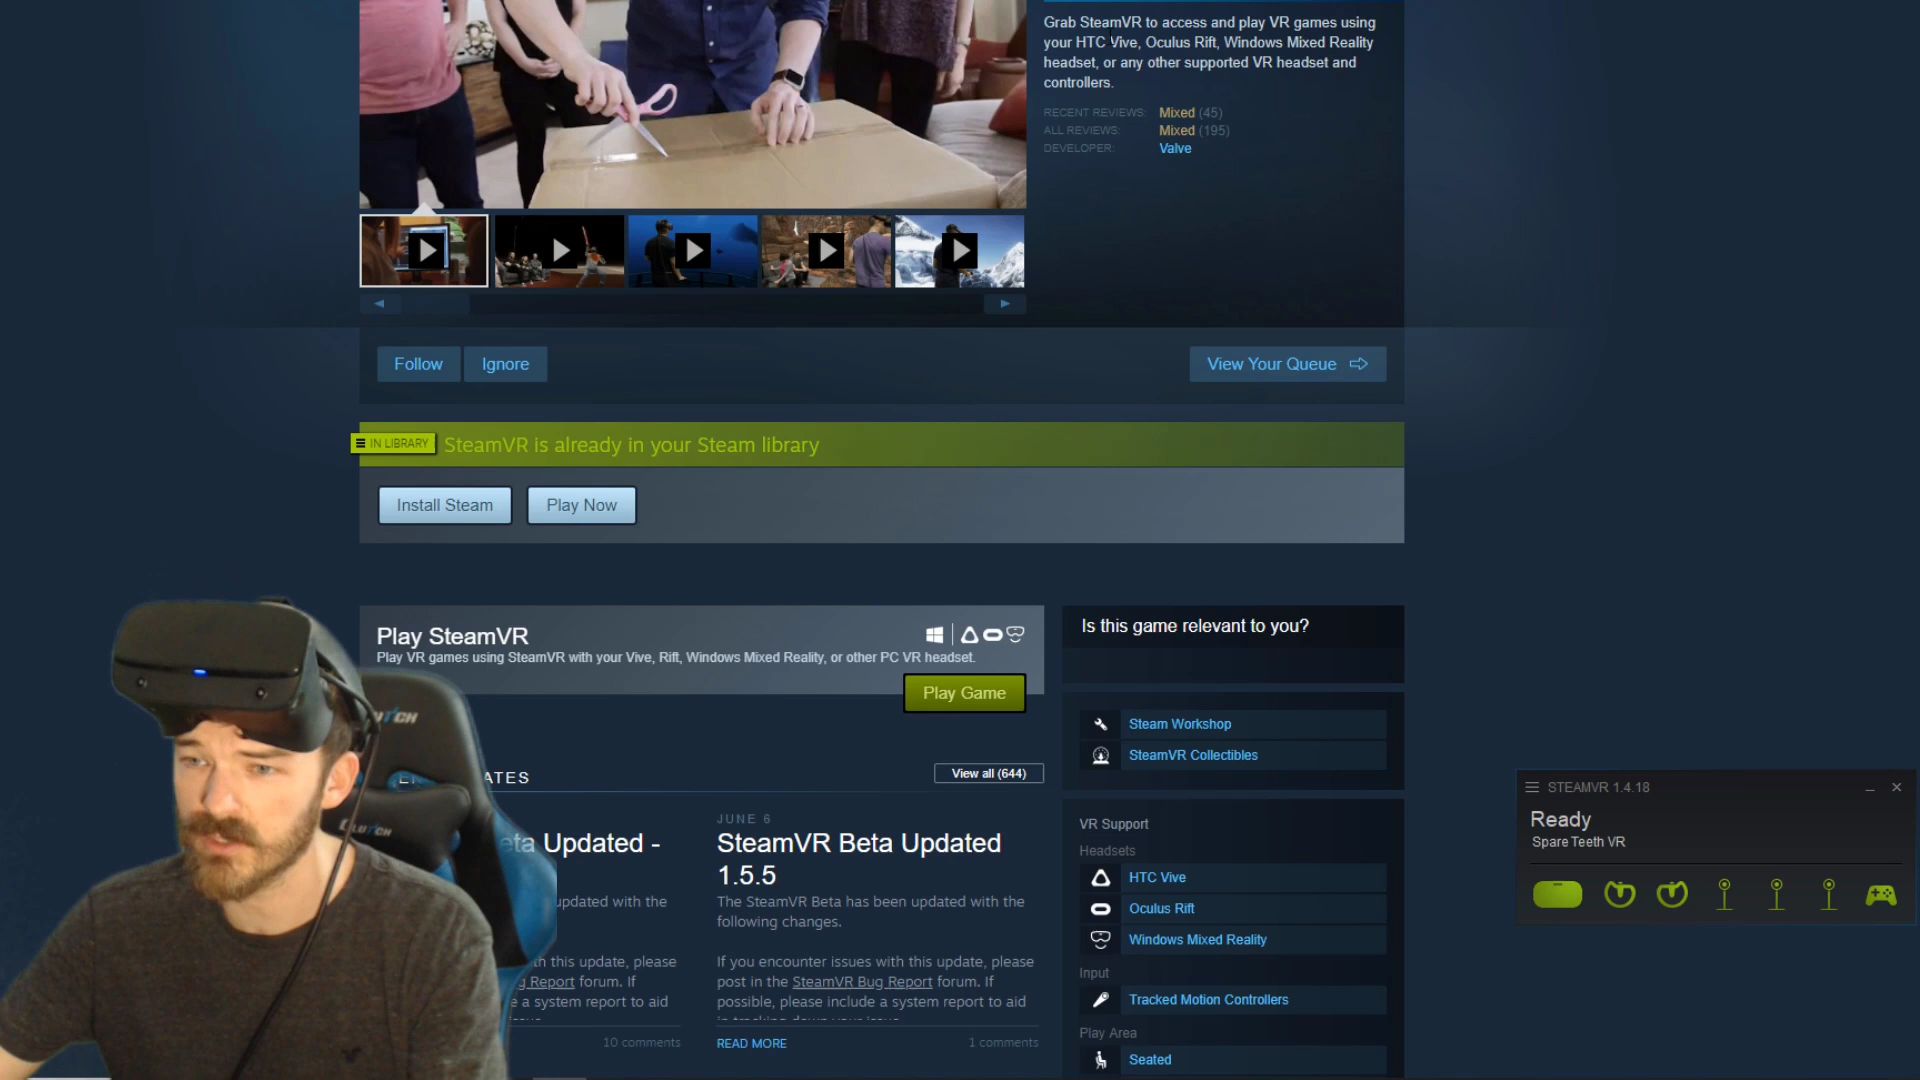 Grab SteamVR to access and play VR games using
your HTC Vive, Oculus Rift, Windows Mixed Reality
headset, or any other supported VR headset and
controllers.
RECENT REVIEWS: Mixed (45)
ALL REVIEWS: Mixed (195)
DEVELOPER: Valve
Follow
Ignore
View Your Queue
IN LIBRARY
SteamVR is already in your Steam library
Install Steam
Play Now
Play SteamVR
Play VR games using SteamVR with your Vive, Rift, Windows Mixed Reality, or other PC VR headset.
Play Game
Is this game relevant to you?
Steam Workshop
SteamVR Collectibles
ATES
View all (644)
eta Updated -
updated with the
th this update, please
g Report forum. If
e a system report to aid
10 comments
JUNE 6
SteamVR Beta Updated
1.5.5
The SteamVR Beta has been updated with the
following changes.
If you encounter issues with this update, please
post in the SteamVR Bug Report forum. If
possible, please include a system report to aid
in tracking down your issue.
READ MORE
1 comments
VR Support
Headsets
HTC Vive
Oculus Rift
Windows Mixed Reality
Input
Tracked Motion Controllers
Play Area
Seated
STEAMVR 1.4.18
Ready
Spare Teeth VR
CLUTCH